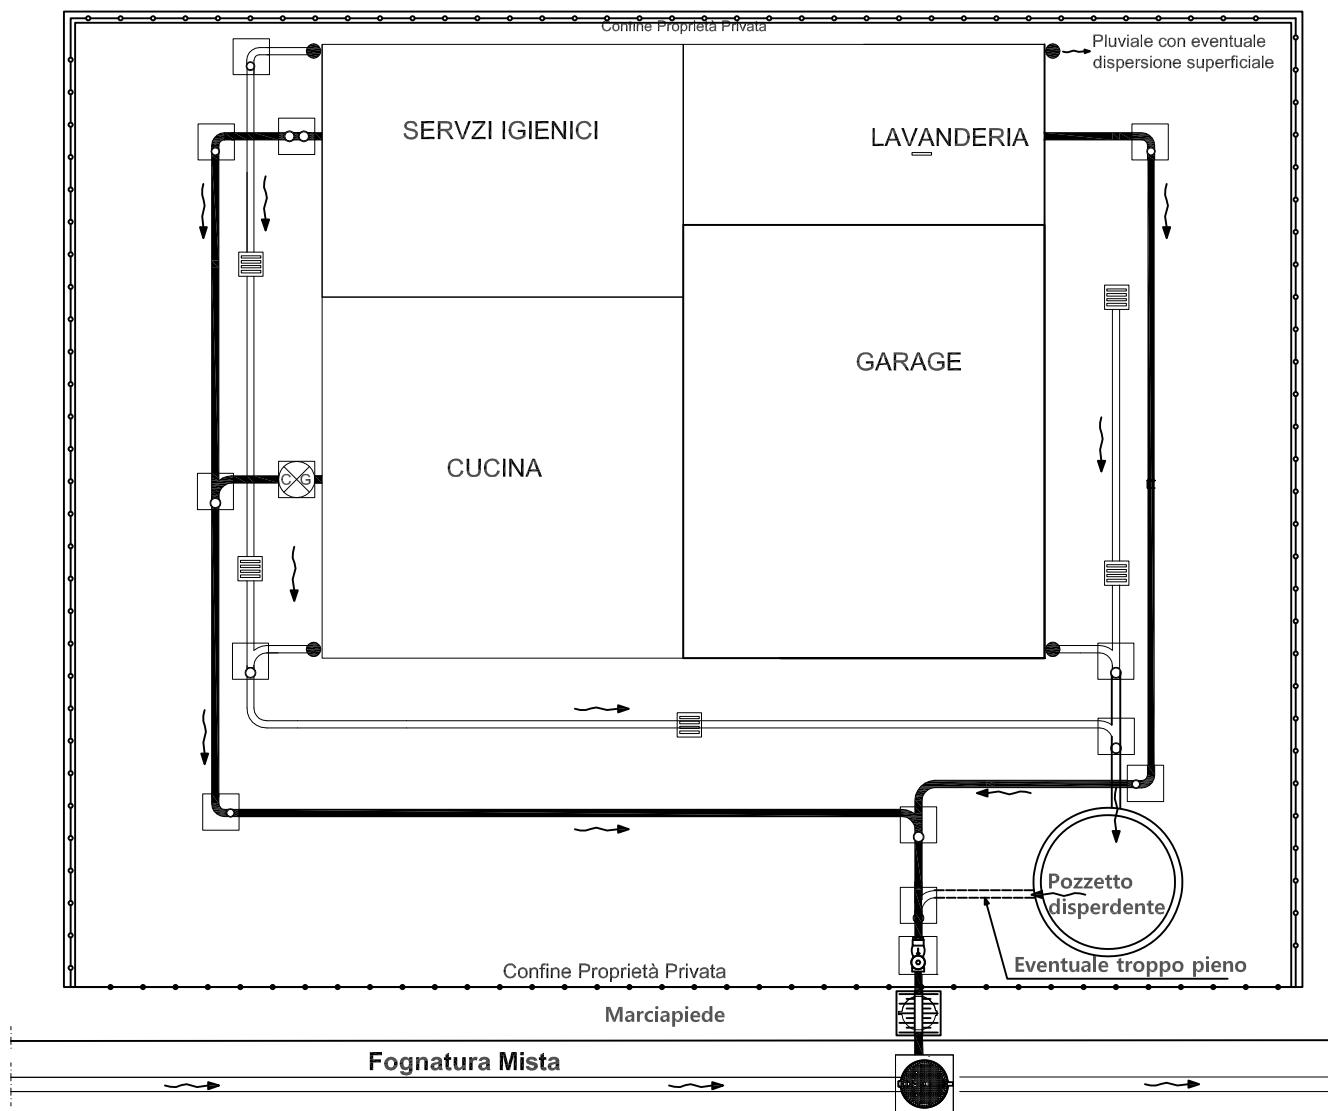 Confine Proprietà Privata
Pluviale con eventuale
dispersione superficiale
SERVZI IGIENICI
LAVANDERIA
GARAGE
CUCINA
C G
Pozzetto
disperdente
Eventuale troppo pieno
Confine Proprietà Privata
Marciapiede
Fognatura Mista